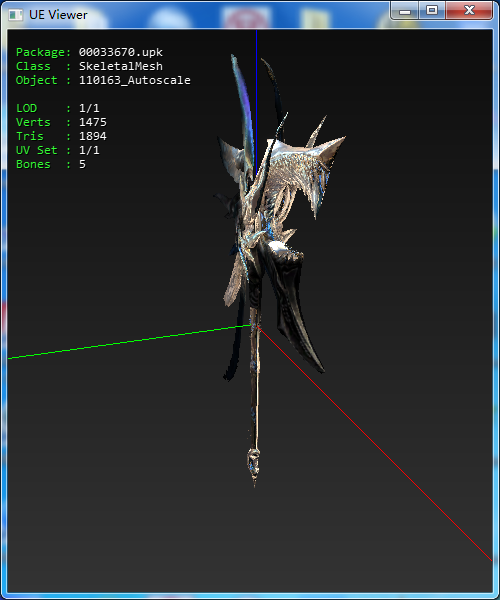 UE Viewer
Package: 00033670.upk
Class : SkeletalMesh
Object : 110163_Autoscale
LOD : 1/1
Verts : 1475
Tris : 1894
UV Set : 1/1
Bones : 5